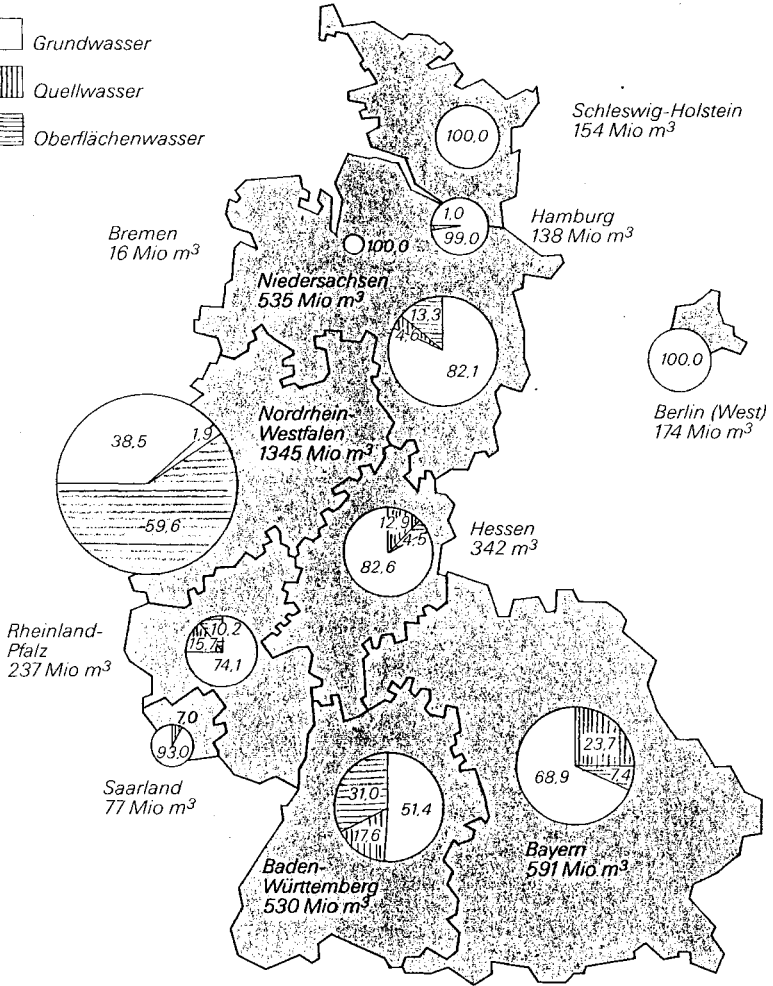 Grundwasser
Quellwasser
Oberflächenwasser
Schleswig-Holstein
154 Mio m³
100,0
Hamburg
138 Mio m³
1,0
99,0
Bremen
16 Mio m³
100,0
Niedersachsen
535 Mio m³
13,3
4,6
82,1
100,0
Berlin (West)
174 Mio m³
Nordrhein-
Westfalen
1345 Mio m³
38,5
1,9
59,6
Hessen
342 m³
12,9
4,5
82,6
Rheinland-
Pfalz
237 Mio m³
10,2
15,7
74,1
7,0
93,0
Saarland
77 Mio m³
31,0
51,4
17,6
Baden-
Württemberg
530 Mio m³
23,7
7,4
68,9
Bayern
591 Mio m³